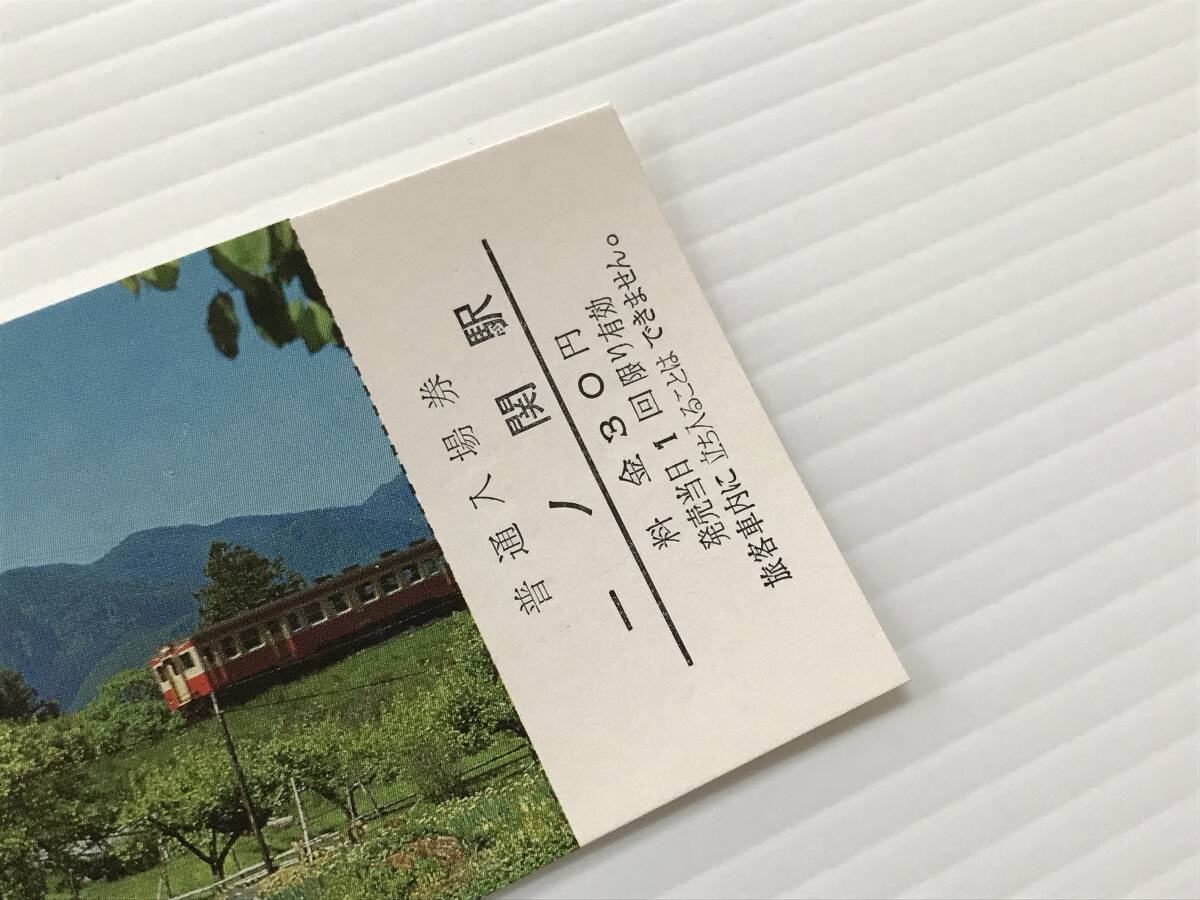 普通入場券
一ノ関駅
料金30円
発売当日1回限り有効
旅客車内に立ち入ることはできません。